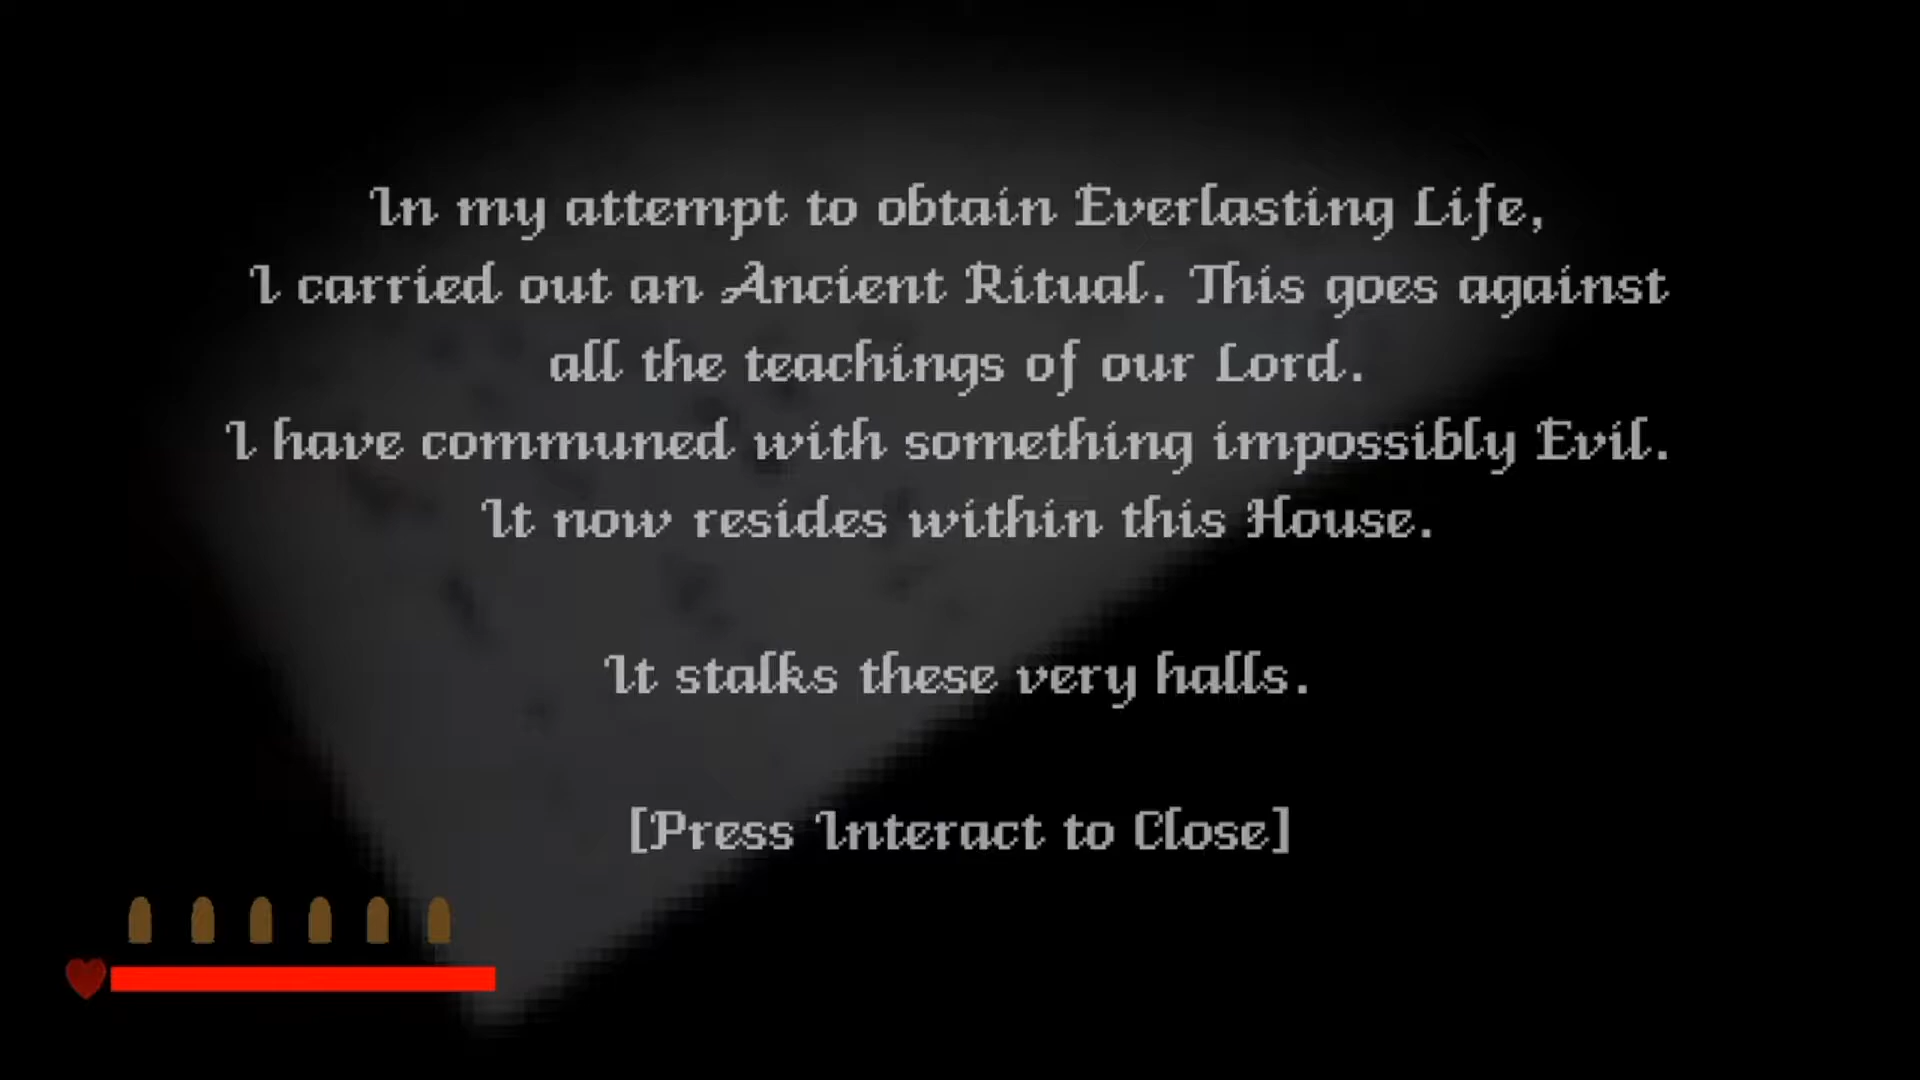 In my attempt to obtain Everlasting Life,
I carried out an Ancient Ritual. This goes against
all the teachings of our Lord.
I have communed with something impossibly Evil.
It now resides within this House.
It stalks these very halls.
[Press Interact to Close]